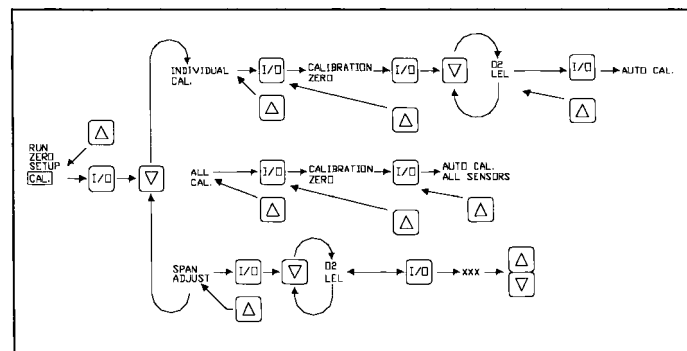 INDIVIDUAL
CAL.
I/O
CALIBRATION
ZERO
I/O
O2
LEL
I/O
AUTO CAL.
RUN
ZERO
SETUP
CAL.
I/O
ALL
CAL.
I/O
CALIBRATION
ZERO
I/O
AUTO CAL.
ALL SENSORS
SPAN
ADJUST
I/O
O2
LEL
I/O
XXX